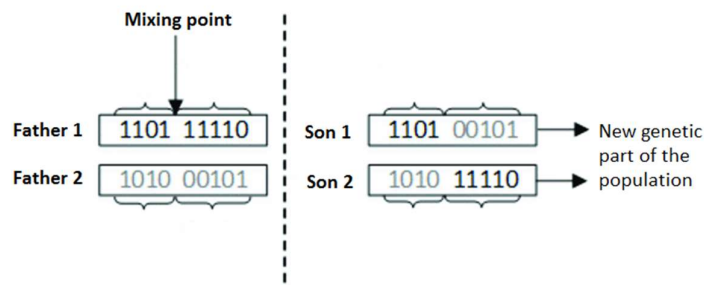 Mixing point
Father 1
1101 11110
Son 1
1101 00101
New genetic
part of the
population
Father 2
1010 00101
Son 2
1010 11110